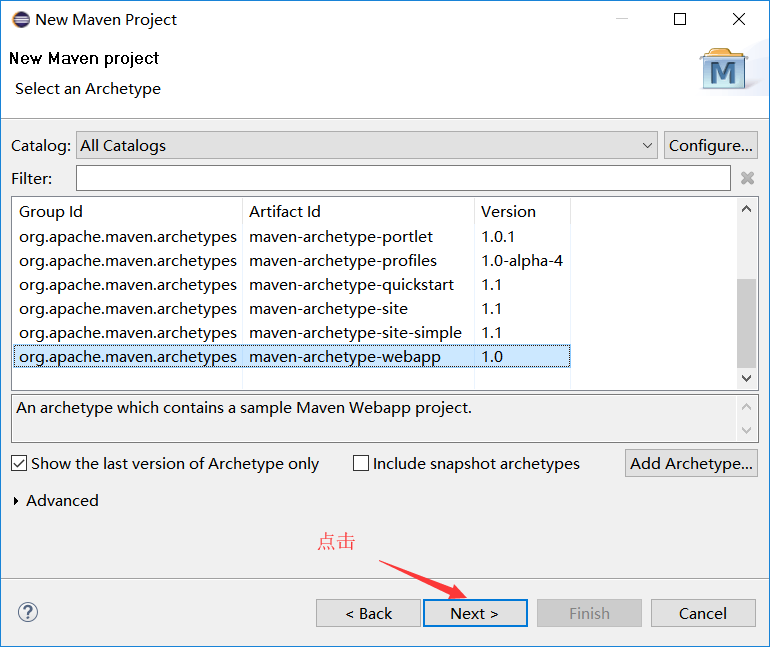 New Maven Project
New Maven project
Select an Archetype
M
Catalog: All Catalogs Configure...
Filter:
Group Id Artifact Id Version
org.apache.maven.archetypes maven-archetype-portlet 1.0.1
org.apache.maven.archetypes maven-archetype-profiles 1.0-alpha-4
org.apache.maven.archetypes maven-archetype-quickstart 1.1
org.apache.maven.archetypes maven-archetype-site 1.1
org.apache.maven.archetypes maven-archetype-site-simple 1.1
org.apache.maven.archetypes maven-archetype-webapp 1.0
An archetype which contains a sample Maven Webapp project.
Show the last version of Archetype only Include snapshot archetypes Add Archetype...
Advanced
点击
? < Back Next > Finish Cancel